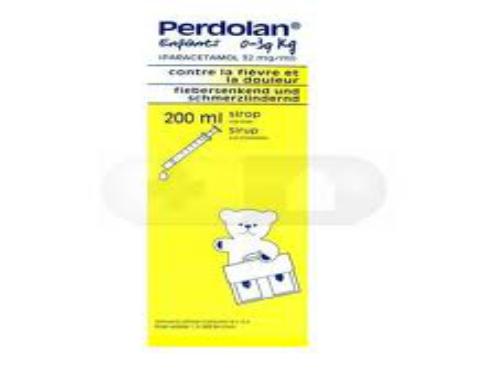 Perdolan®
Enfants 0-39 Kg
(PARACETAMOL 32 mg/ml)
contre la fièvre et
la douleur
fiebersenkend und
schmerzlindernd
200 ml sirop
Sirup